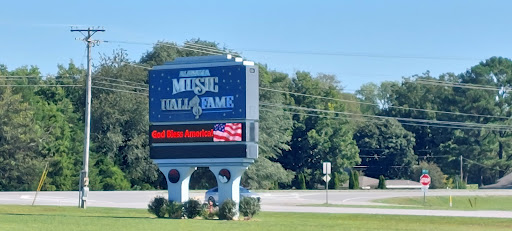 ALABAMA
MUSIC
HALL of FAME
God Bless America!